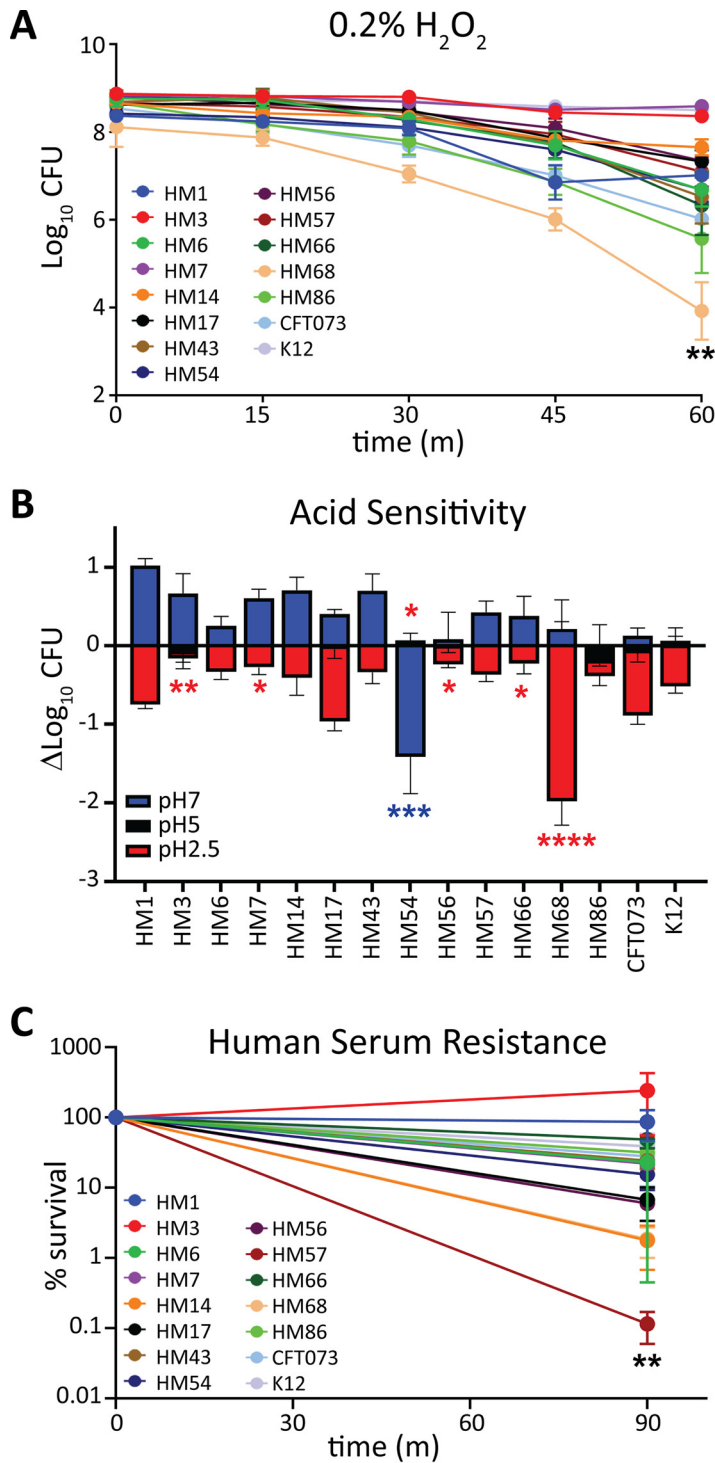 A
0.2% H₂O₂
10
8
6
4
2
Log₁₀ CFU
HM1
HM3
HM6
HM7
HM14
HM17
HM43
HM54
HM56
HM57
HM66
HM68
HM86
CFT073
K12
**
0 15 30 45 60
time (m)
B
Acid Sensitivity
1
0
-1
-2
-3
ΔLog₁₀ CFU
*
** * * *
***
****
pH7
pH5
pH2.5
HM1
HM3
HM6
HM7
HM14
HM17
HM43
HM54
HM56
HM57
HM66
HM68
HM86
CFT073
K12
C
Human Serum Resistance
1000
100
10
1
0.1
0.01
% survival
HM1
HM3
HM6
HM7
HM14
HM17
HM43
HM54
HM56
HM57
HM66
HM68
HM86
CFT073
K12
**
0 30 60 90
time (m)